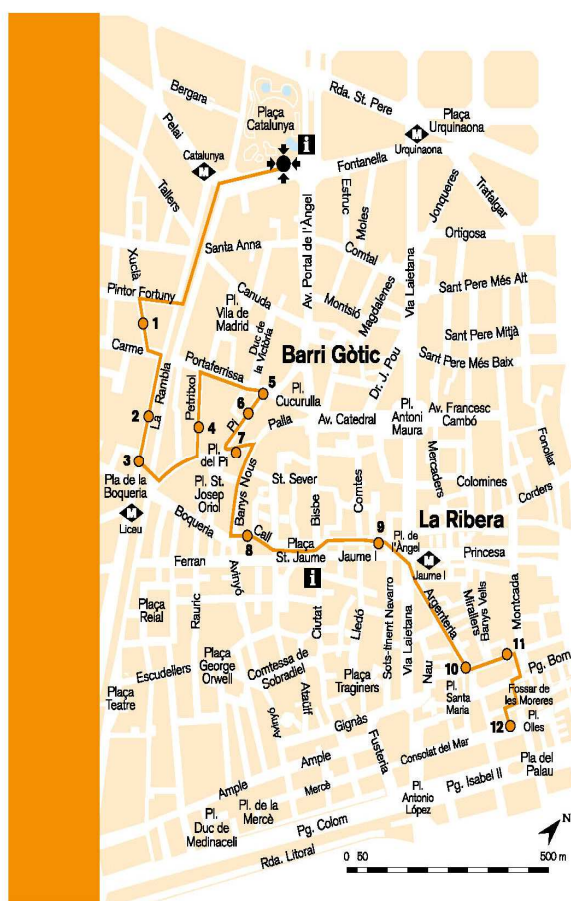 Bergara
Rda. St. Pere
Plaça
Catalunya
Plaça
Urquinaona
Pelai
Catalunya
M
i
M
Urquinaona
Fontanella
Tallers
Estruc
Moles
Jonqueres
Trafalgar
Ortigosa
Xuclà
Santa Anna
Av. Portal de l'Àngel
Comtal
Via Laietana
Sant Pere Més Alt
Pintor Fortuny
Canuda
Montsió
Magdalenes
1
Pl.
Vila de
Madrid
Duc de
la Victòria
Sant Pere Mitjà
Carme
La Rambla
Portaferrissa
Barri Gòtic
Dr. J. Pou
Sant Pere Més Baix
Petritxol
5
Pl.
Cucurulla
2
4
6
Pi
Palla
Av. Catedral
Pl.
Antoni
Maura
Av. Francesc
Cambó
7
Pl.
del Pi
3
Pla de la
Boqueria
M
Liceu
Pl. St.
Josep
Oriol
Banys Nous
St. Sever
Bisbe
Comtes
Mercaders
Colomines
Fonollar
Corders
Boqueria
8
Call
Plaça
St. Jaume
Jaume I
9
Pl. de
l'Àngel
La Ribera
M
Jaume I
Princesa
Ferran
Avinyó
i
Plaça
Reial
Rauric
Ciutat
Lledó
Sots-tinent Navarro
Via Laietana
Argenteria
Mirallers
Banys Vells
Montcada
Escudellers
Plaça
George
Orwell
Comtessa de
Sobradiel
Plaça
Traginers
Nau
10
11
Pg. Born
Plaça
Teatre
Avinyó
Ataülf
Gignàs
Pl.
Santa
Maria
Fossar de
les Moreres
12
Pl.
Olles
Fusteria
Consolat del Mar
Pla del
Palau
Ample
Ample
Mercè
Pg. Isabel II
Pl. de la
Mercè
Pl.
Duc de
Medinaceli
Pl.
Antonio
López
Pg. Colom
Rda. Litoral
N
0 50 500 m